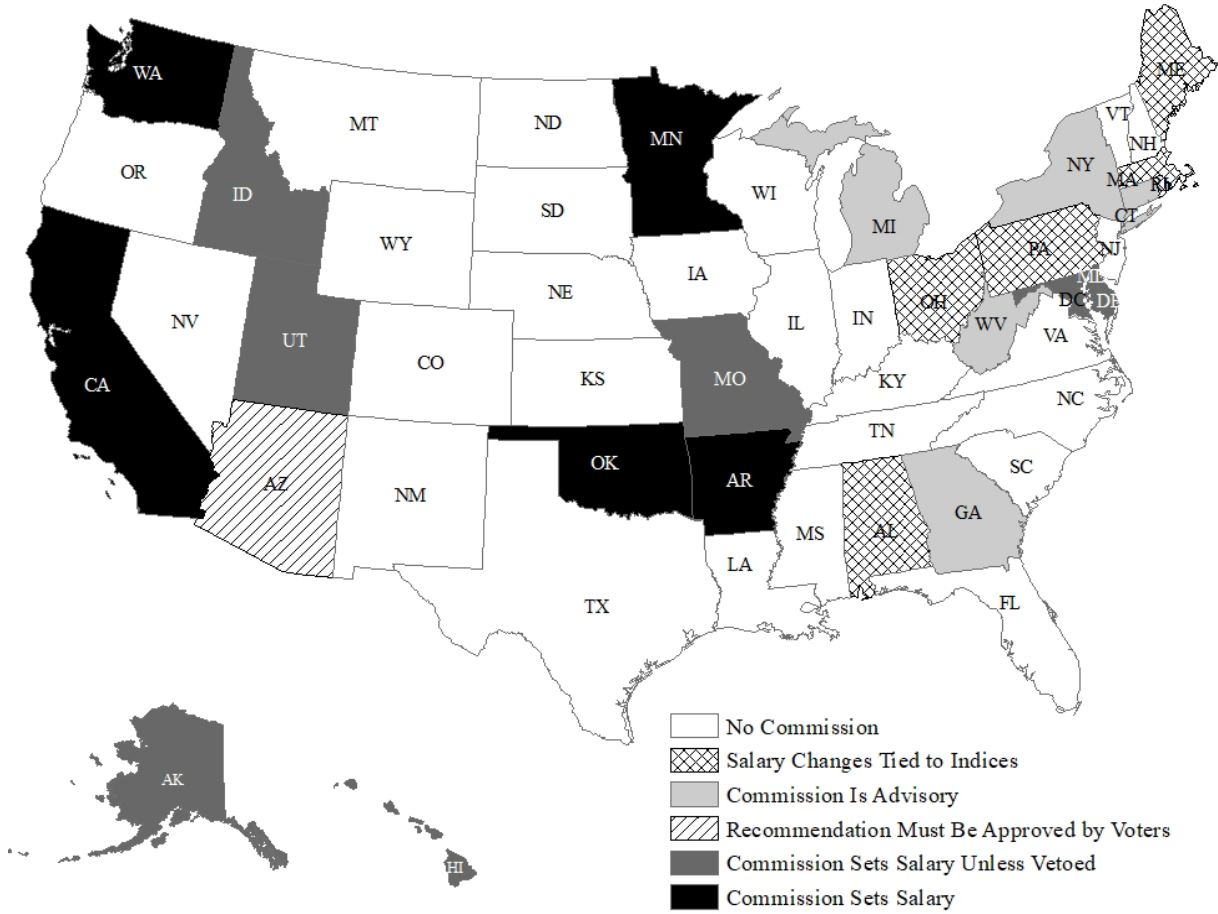 ME
WA
VT
MT
ND
MN
NH
OR
NY
WI
MA
RI
ID
SD
CT
MI
WY
PA
NJ
IA
MD
NE
OH
DC
DE
NV
UT
IL
IN
WV
VA
CO
CA
KS
MO
KY
NC
TN
OK
SC
AZ
AR
NM
GA
MS
AL
LA
TX
FL
No Commission
Salary Changes Tied to Indices
AK
Commission Is Advisory
Recommendation Must Be Approved by Voters
HI
Commission Sets Salary Unless Vetoed
Commission Sets Salary